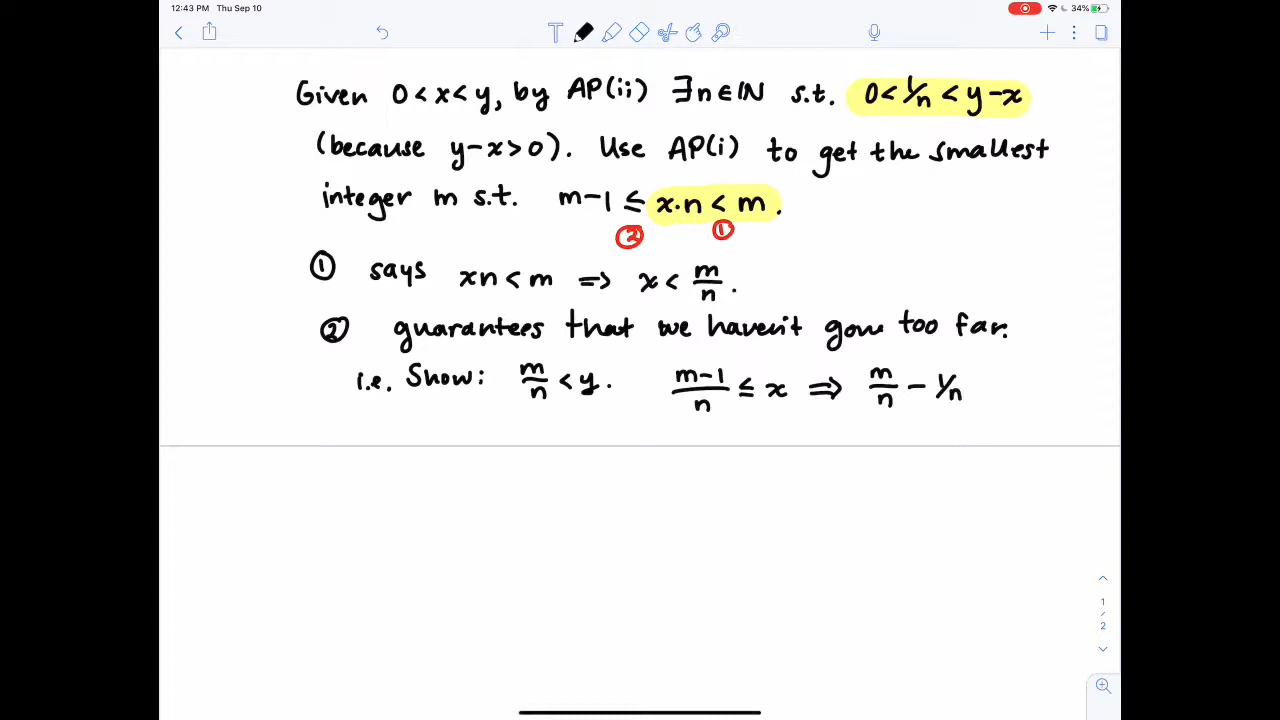 12:43 PM Thu Sep 10
34%
Given 0 < x < y, by AP(ii) ∃n∈ℕ s.t. 0 < 1/n < y-x
(because y-x>0). Use AP(i) to get the smallest
integer m s.t. m-1 ≤ x·n < m.
② ①
① says xn < m ⇒ x < m/n.
② guarantees that we haven't gone too far.
i.e. Show: m/n < y. (m-1)/n ≤ x ⇒ m/n - 1/n
1
/
2